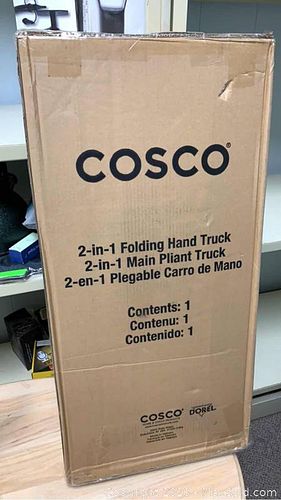 COSCO®
2-in-1 Folding Hand Truck
2-in-1 Main Pliant Truck
2-en-1 Plegable Carro de Mano
Contents: 1
Contenu: 1
Contenido: 1
COSCO
DOREL